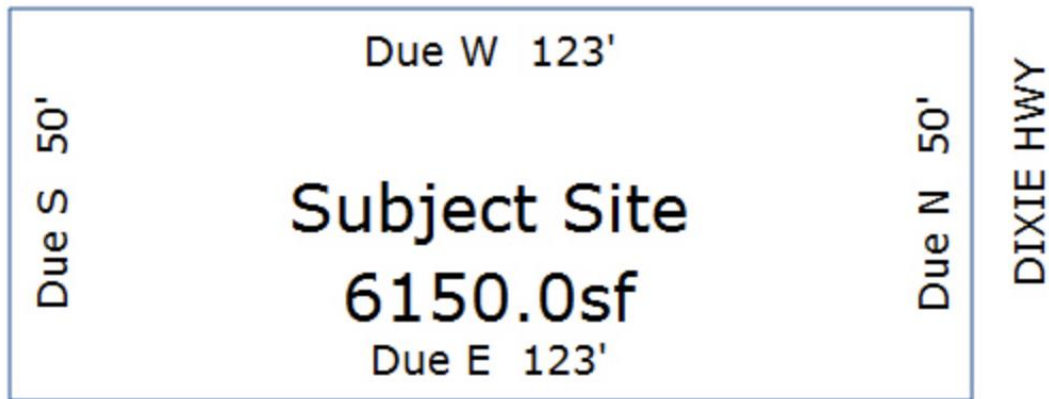 Due W 123'
Due S 50'
Subject Site
6150.0sf
Due E 123'
Due N 50'
DIXIE HWY